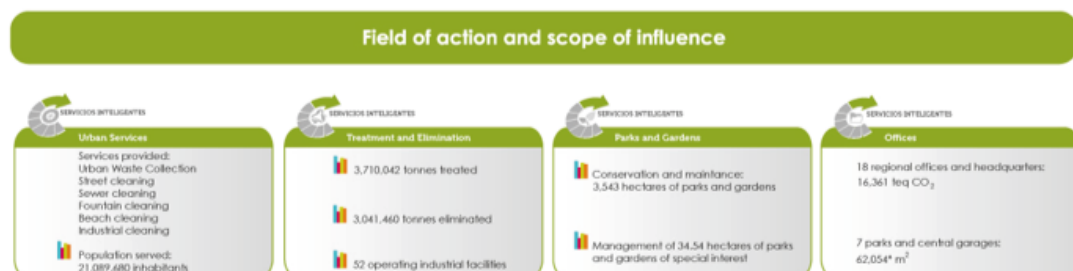 Field of action and scope of influence
SERVICIOS INTELIGENTES
Urban Services
Services provided:
Urban Waste Collection
Street cleaning
Sewer cleaning
Fountain cleaning
Beach cleaning
Industrial cleaning
Population served:
21,089,680 inhabitants
SERVICIOS INTELIGENTES
Treatment and Elimination
3,710,042 tonnes treated
3,041,460 tonnes eliminated
52 operating industrial facilities
SERVICIOS INTELIGENTES
Parks and Gardens
Conservation and maintance:
3,543 hectares of parks and gardens
Management of 34.54 hectares of parks
and gardens of special interest
SERVICIOS INTELIGENTES
Offices
18 regional offices and headquarters:
16,361 teq CO₂
7 parks and central garages:
62,054* m²